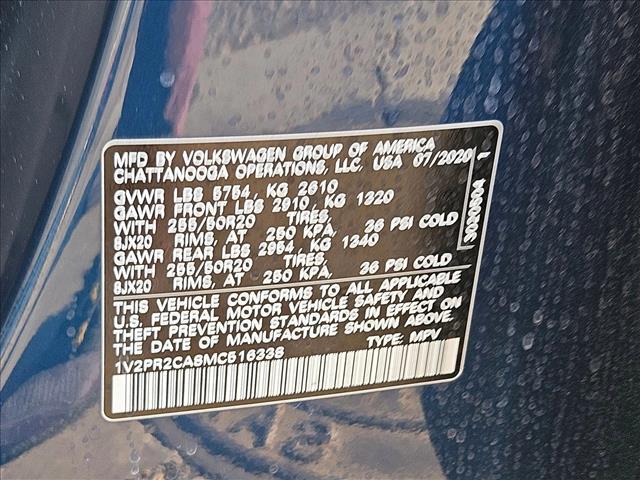 MFD BY VOLKSWAGEN GROUP OF AMERICA
CHATTANOOGA OPERATIONS, LLC. USA 07/2020
GVWR LBS 5754 , KG 2610
GAWR FRONT LBS 2910 , KG 1320
WITH 255/50R20 TIRES,
8JX20 RIMS, AT 250 KPA, 36 PSI COLD
GAWR REAR LBS 2954 , KG 1340
WITH 255/50R20 TIRES,
8JX20 RIMS, AT 250 KPA, 36 PSI COLD
THIS VEHICLE CONFORMS TO ALL APPLICABLE
U.S. FEDERAL MOTOR VEHICLE SAFETY AND
THEFT PREVENTION STANDARDS IN EFFECT ON
THE DATE OF MANUFACTURE SHOWN ABOVE.
1V2PR2CA8MC516338 TYPE: MPV
3020804